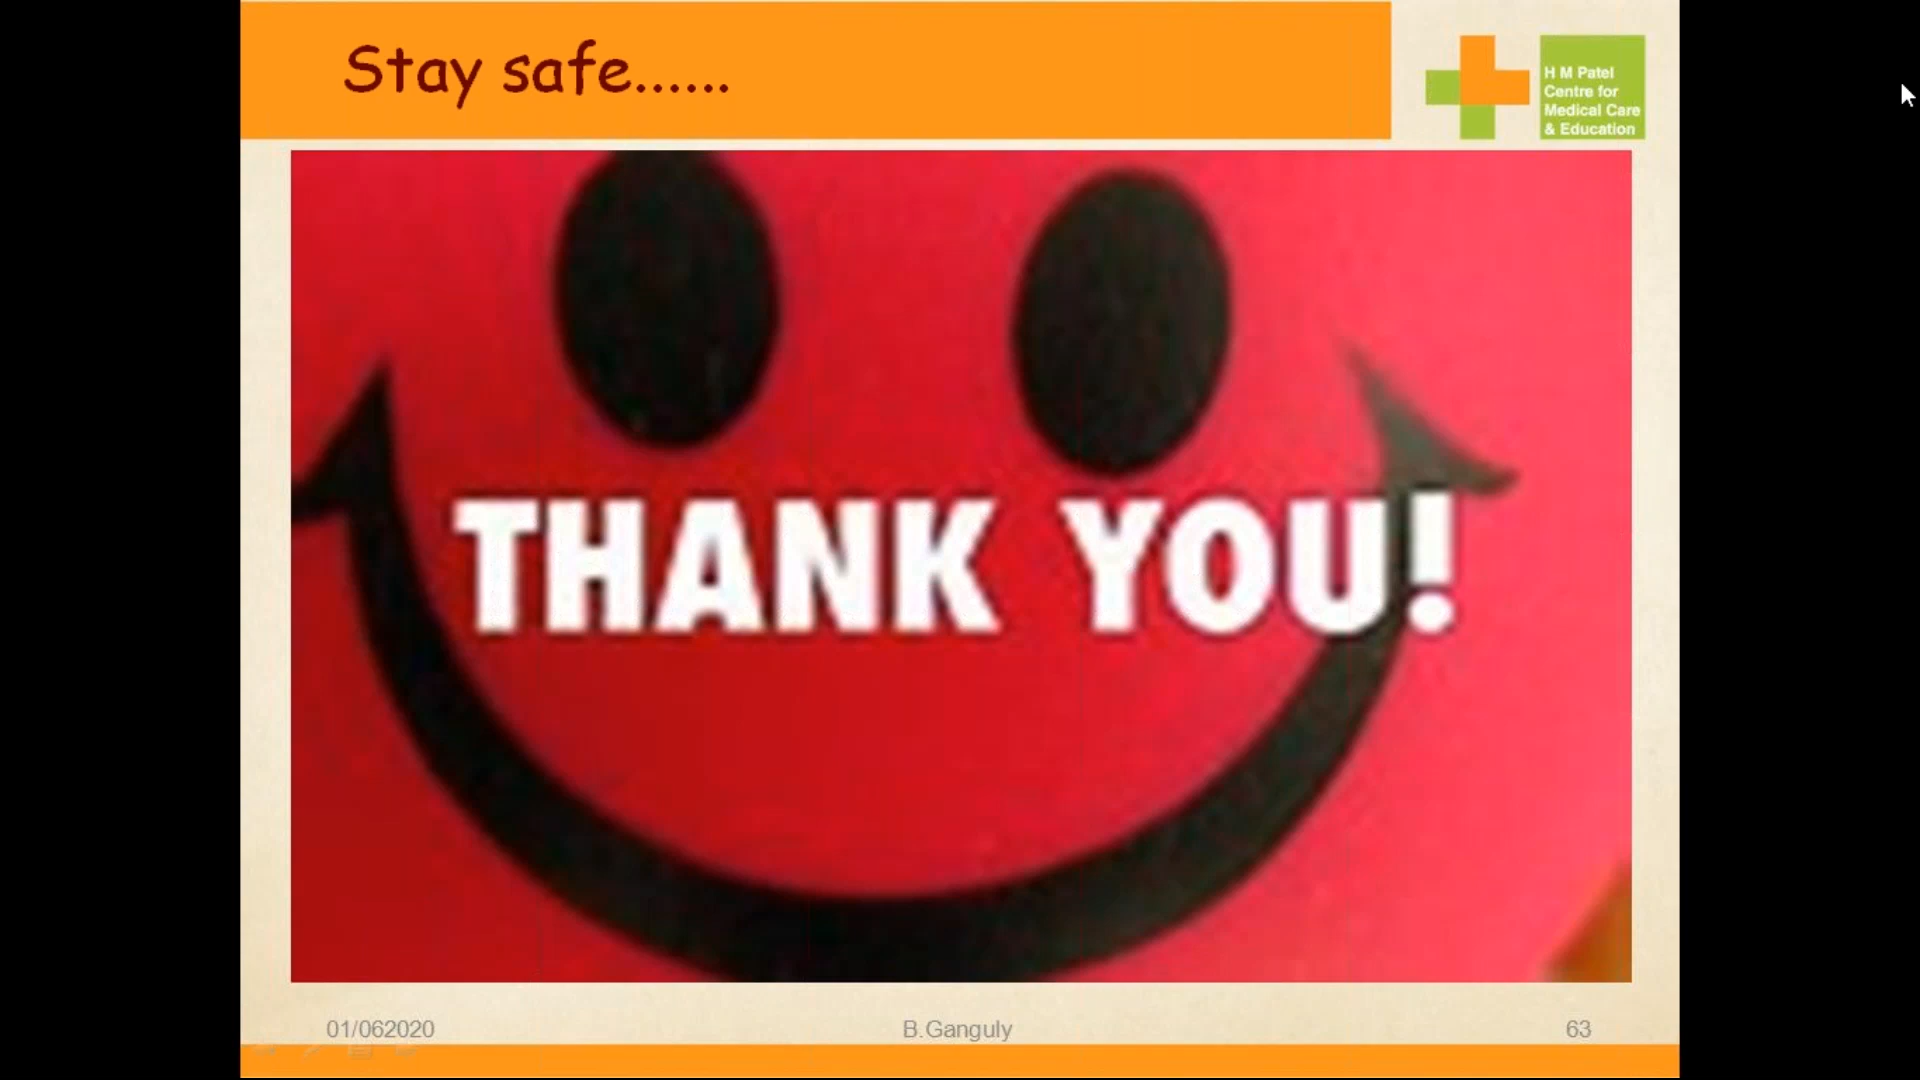 Stay safe......
H M Patel
Centre for
Medical Care
& Education
THANK YOU!
01/062020
B.Ganguly
63